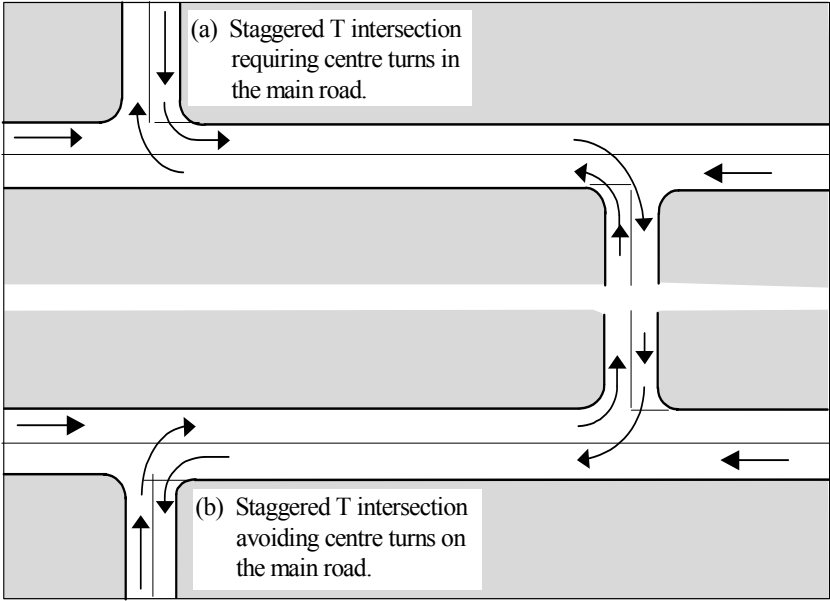 (a) Staggered T intersection
requiring centre turns in
the main road.
(b) Staggered T intersection
avoiding centre turns on
the main road.